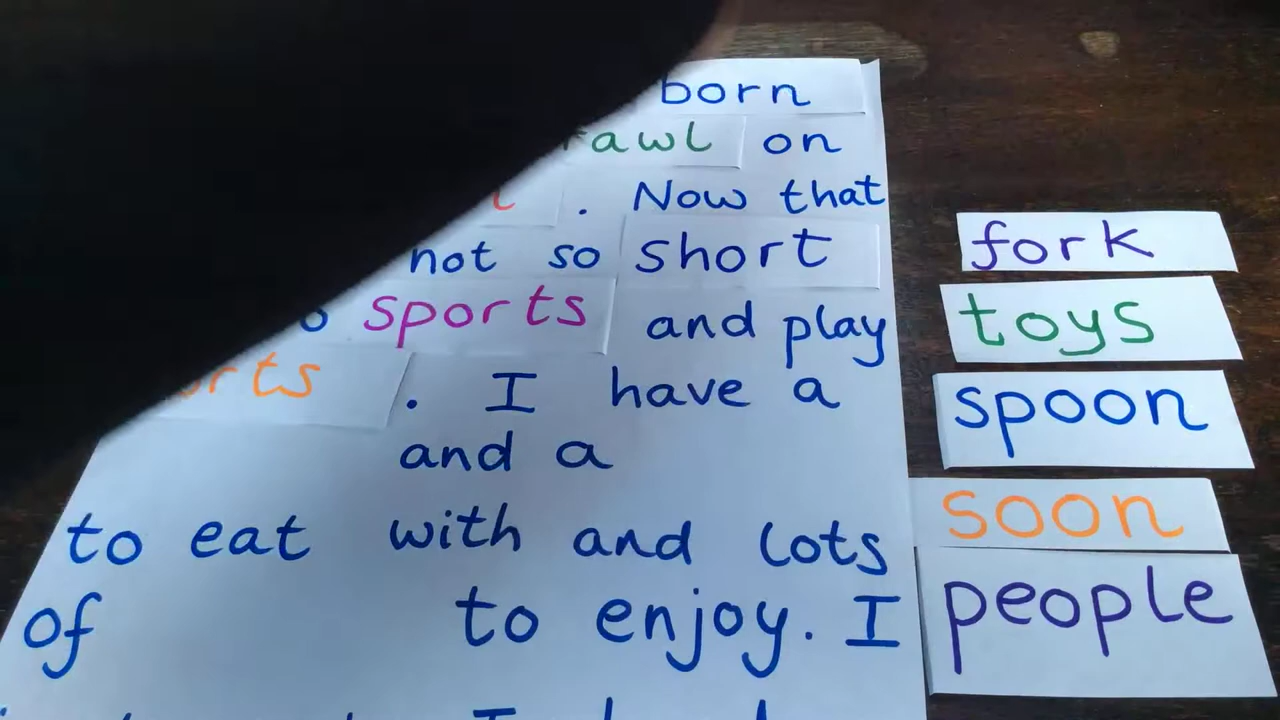 born
on
. Now that
not so short
sports and play
. I have a
and a
to eat with and lots
of to enjoy. I
fork
toys
spoon
soon
people